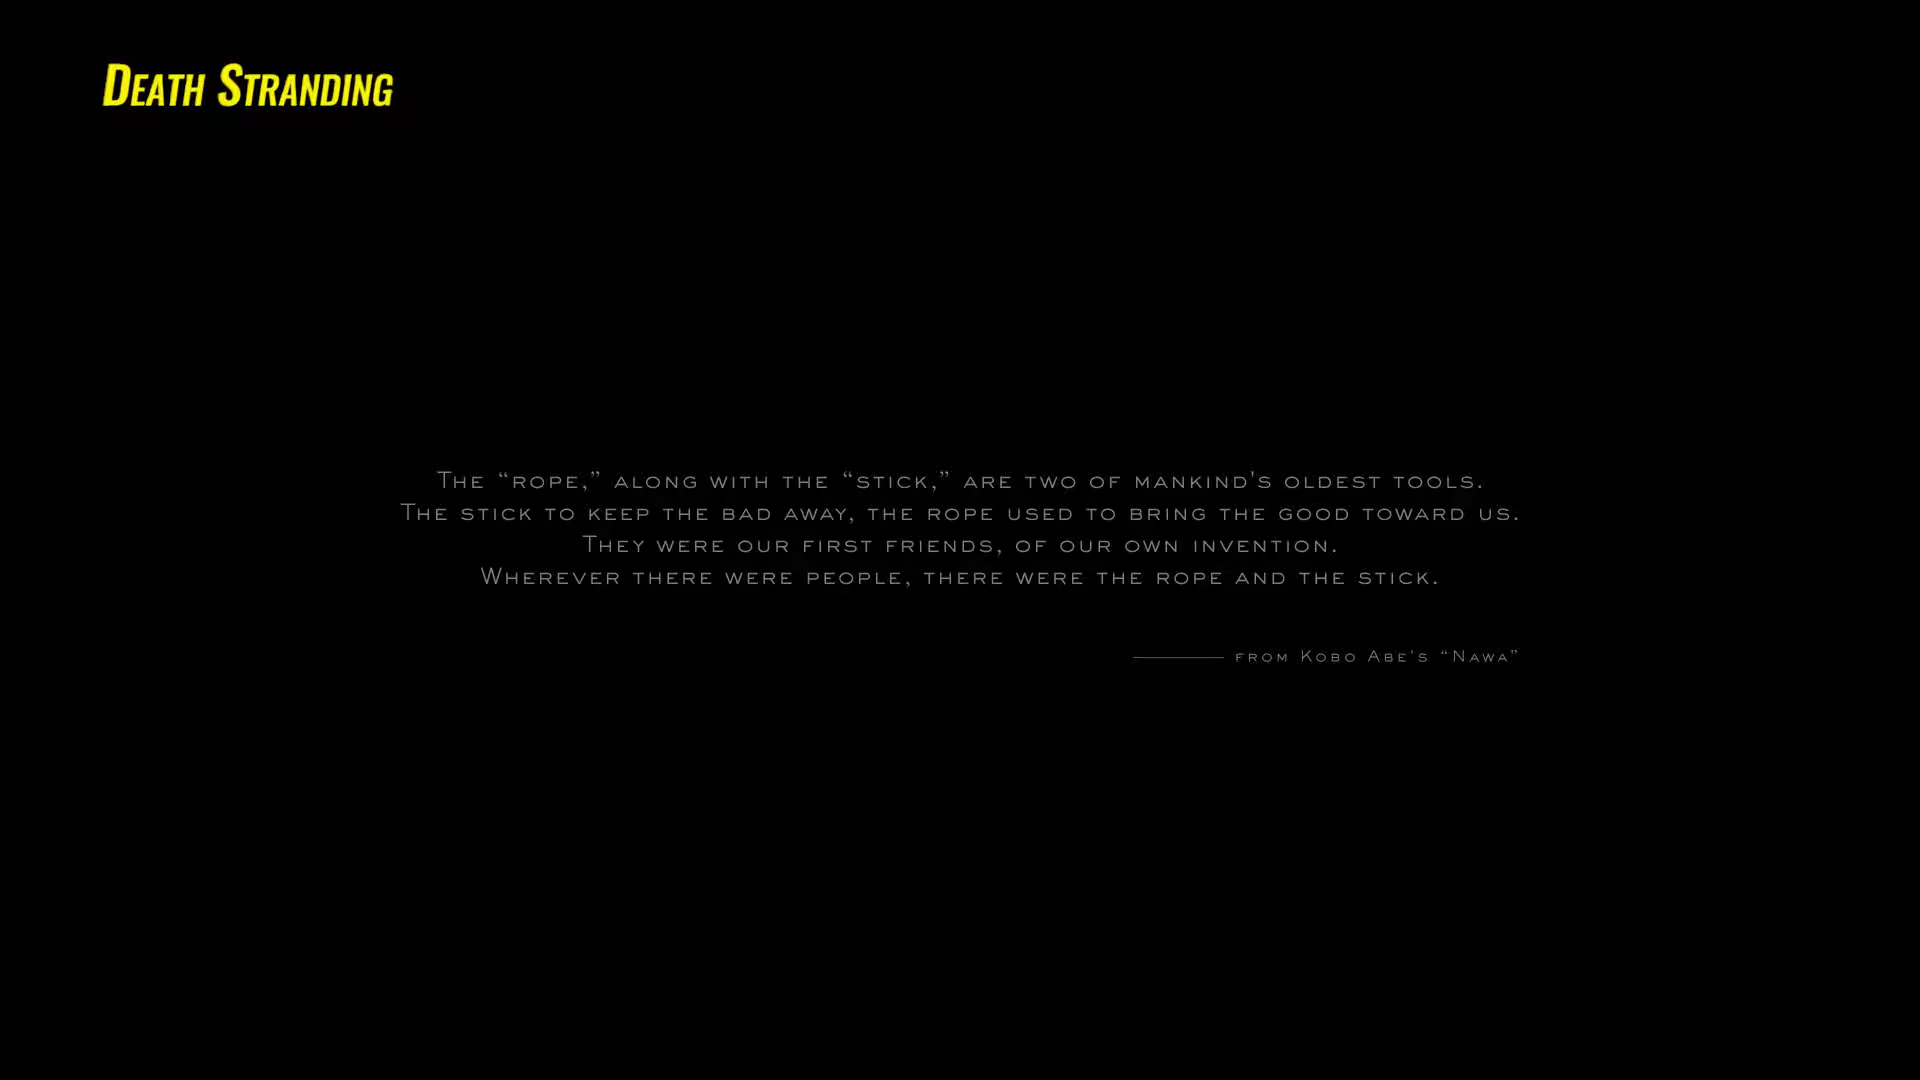 DEATH STRANDING
THE “ROPE,” ALONG WITH THE “STICK,” ARE TWO OF MANKIND'S OLDEST TOOLS.
THE STICK TO KEEP THE BAD AWAY, THE ROPE USED TO BRING THE GOOD TOWARD US.
THEY WERE OUR FIRST FRIENDS, OF OUR OWN INVENTION.
WHEREVER THERE WERE PEOPLE, THERE WERE THE ROPE AND THE STICK.
——— FROM KOBO ABE'S “NAWA”